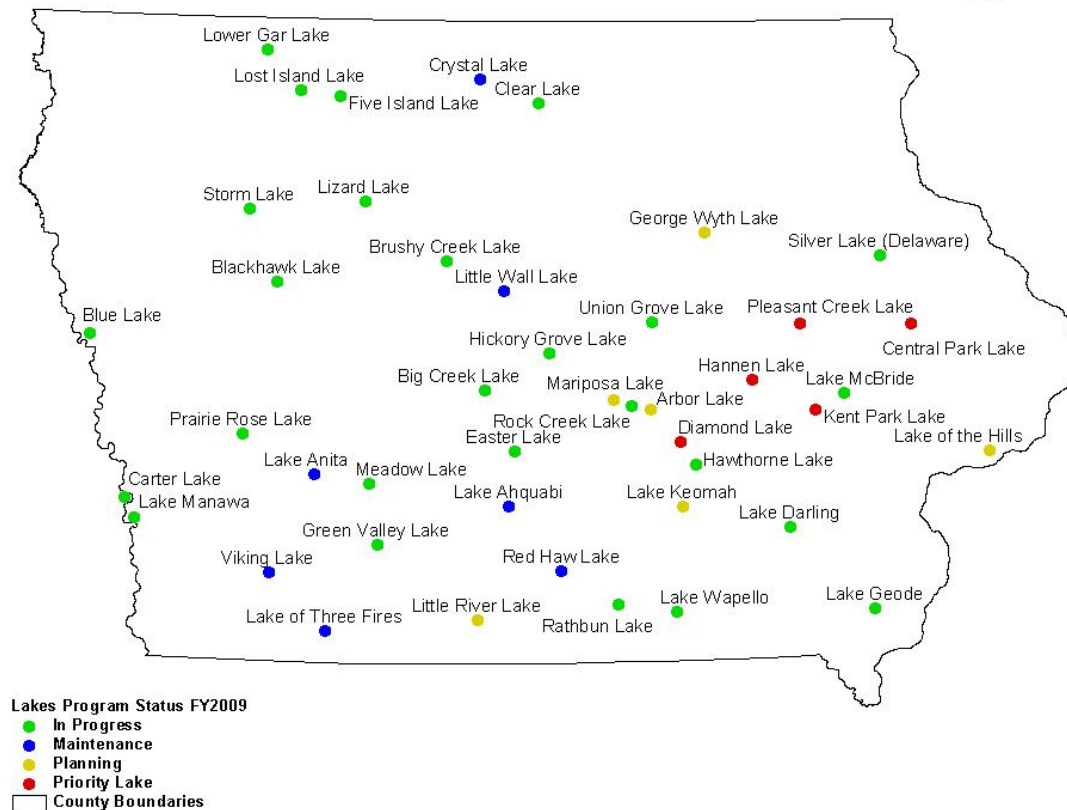 Lower Gar Lake
Crystal Lake
Lost Island Lake
Clear Lake
Five Island Lake
Storm Lake
Lizard Lake
George Wyth Lake
Silver Lake (Delaware)
Brushy Creek Lake
Blackhawk Lake
Little Wall Lake
Blue Lake
Union Grove Lake
Pleasant Creek Lake
Hickory Grove Lake
Central Park Lake
Hannen Lake
Big Creek Lake
Mariposa Lake
Lake McBride
Arbor Lake
Prairie Rose Lake
Rock Creek Lake
Kent Park Lake
Diamond Lake
Easter Lake
Lake of the Hills
Lake Anita
Hawthorne Lake
Meadow Lake
Carter Lake
Lake Ahquabi
Lake Keomah
Lake Manawa
Lake Darling
Green Valley Lake
Viking Lake
Red Haw Lake
Lake Geode
Lake Wapello
Little River Lake
Lake of Three Fires
Rathbun Lake
Lakes Program Status FY2009
In Progress
Maintenance
Planning
Priority Lake
County Boundaries